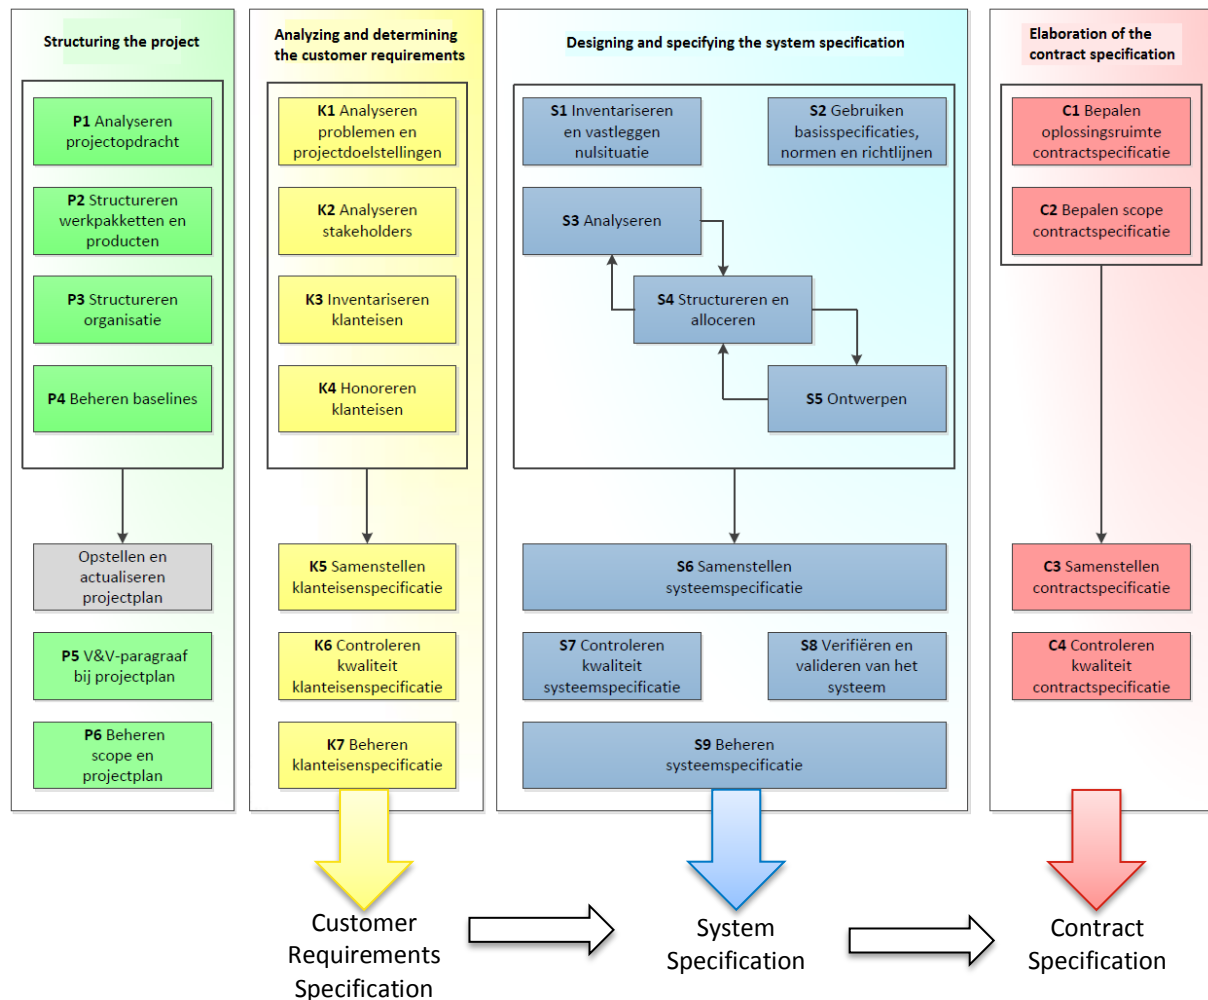 Structuring the project
P1 Analyseren
projectopdracht
P2 Structureren
werkpakketten en
producten
P3 Structureren
organisatie
P4 Beheren baselines
Opstellen en
actualiseren
projectplan
P5 V&V-paragraaf
bij projectplan
P6 Beheren
scope en
projectplan
Analyzing and determining
the customer requirements
K1 Analyseren
problemen en
projectdoelstellingen
K2 Analyseren
stakeholders
K3 Inventariseren
klanteisen
K4 Honoreren
klanteisen
K5 Samenstellen
klanteisenspecificatie
K6 Controleren
kwaliteit
klanteisenspecificatie
K7 Beheren
klanteisenspecificatie
Designing and specifying the system specification
S1 Inventariseren
en vastleggen
nulsituatie
S2 Gebruiken
basisspecificaties,
normen en richtlijnen
S3 Analyseren
S4 Structureren en
alloceren
S5 Ontwerpen
S6 Samenstellen
systeemspecificatie
S7 Controleren
kwaliteit
systeemspecificatie
S8 Verifiëren en
valideren van het
systeem
S9 Beheren
systeemspecificatie
Elaboration of the
contract specification
C1 Bepalen
oplossingsruimte
contractspecificatie
C2 Bepalen scope
contractspecificatie
C3 Samenstellen
contractspecificatie
C4 Controleren
kwaliteit
contractspecificatie
Customer
Requirements
Specification
System
Specification
Contract
Specification